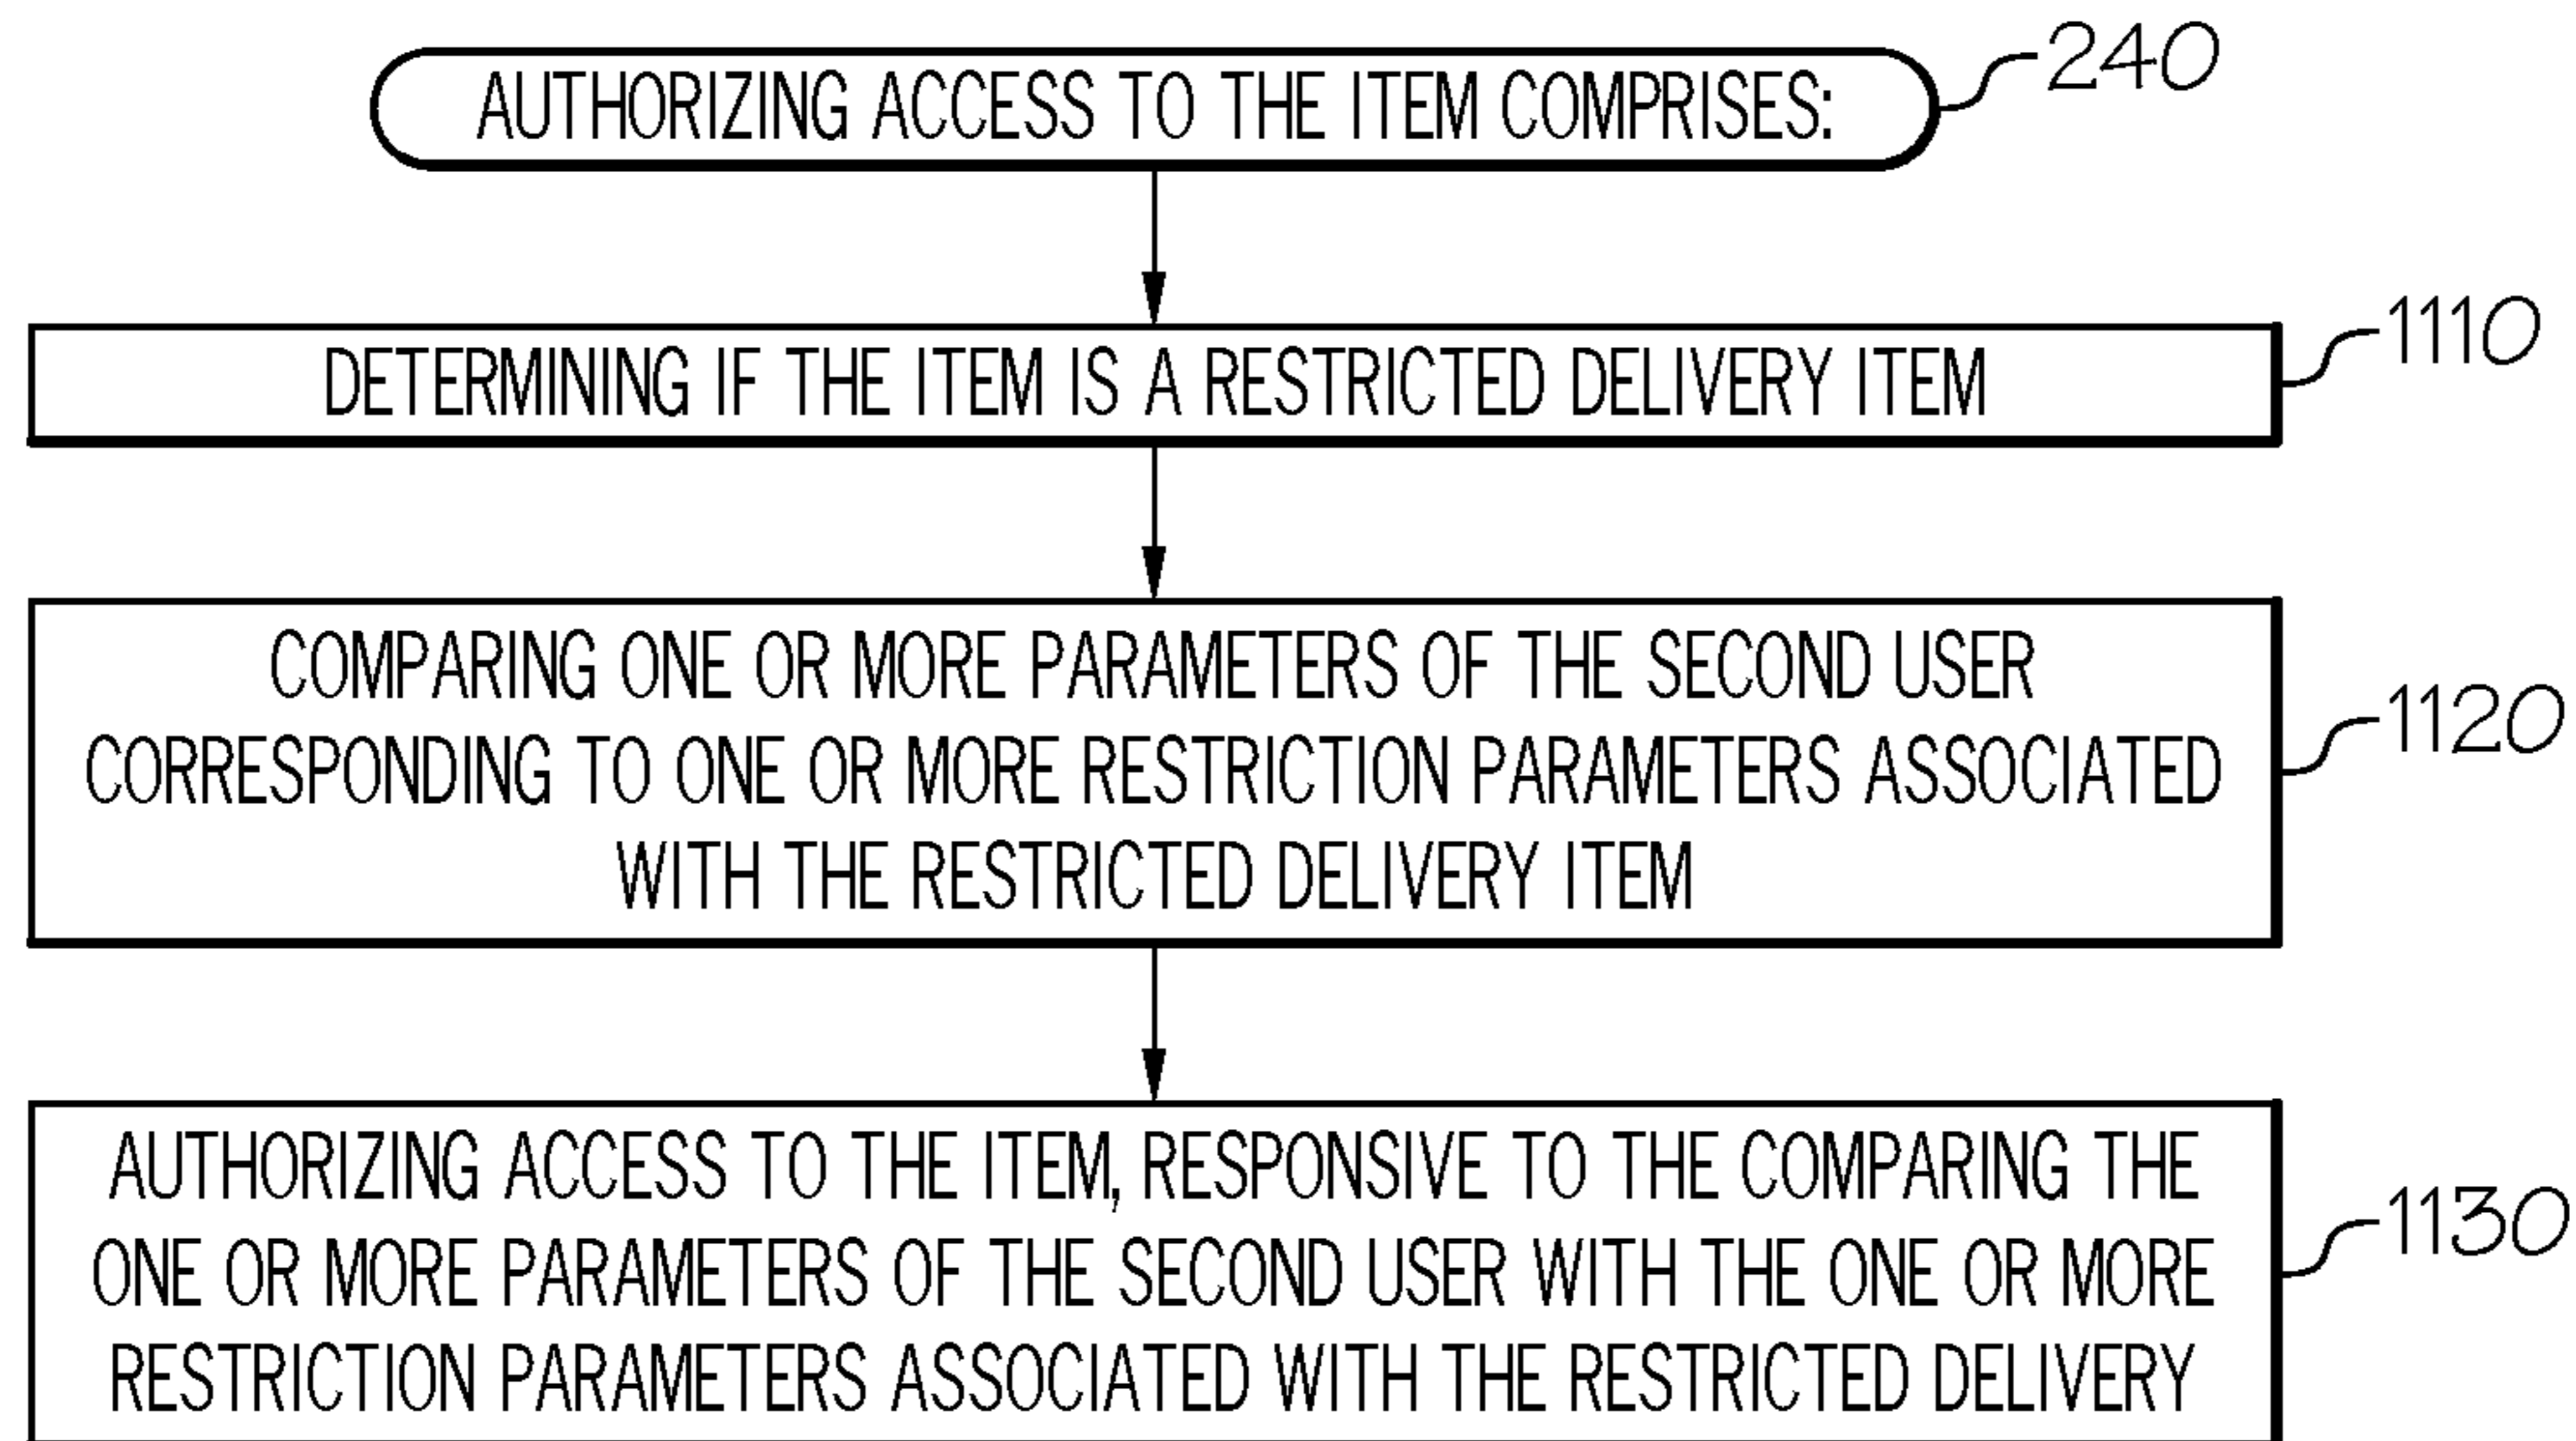 AUTHORIZING ACCESS TO THE ITEM COMPRISES:
240
DETERMINING IF THE ITEM IS A RESTRICTED DELIVERY ITEM
1110
COMPARING ONE OR MORE PARAMETERS OF THE SECOND USER
CORRESPONDING TO ONE OR MORE RESTRICTION PARAMETERS ASSOCIATED
WITH THE RESTRICTED DELIVERY ITEM
1120
AUTHORIZING ACCESS TO THE ITEM, RESPONSIVE TO THE COMPARING THE
ONE OR MORE PARAMETERS OF THE SECOND USER WITH THE ONE OR MORE
RESTRICTION PARAMETERS ASSOCIATED WITH THE RESTRICTED DELIVERY
1130